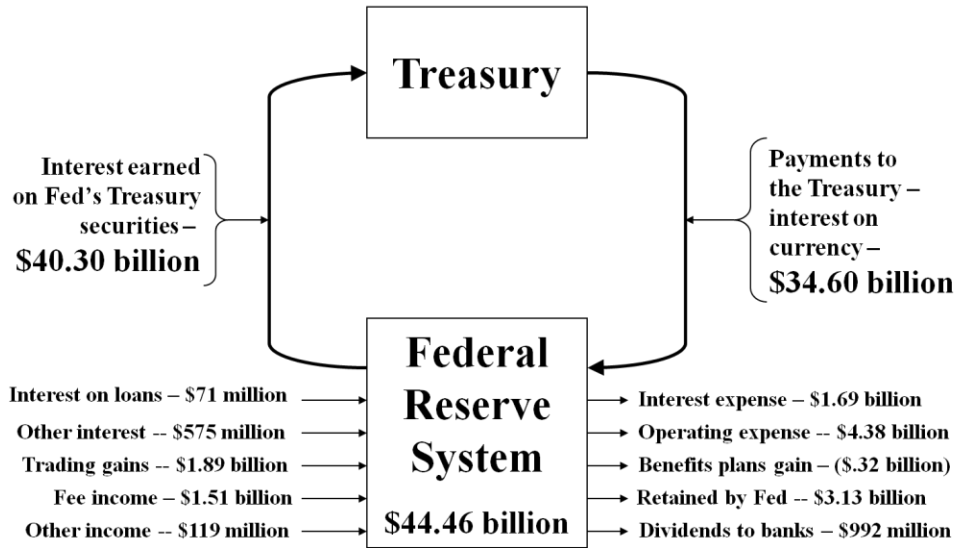 Treasury
Interest earned
on Fed's Treasury
securities –
$40.30 billion
Payments to
the Treasury –
interest on
currency –
$34.60 billion
Federal
Reserve
System
$44.46 billion
Interest on loans – $71 million
Other interest -- $575 million
Trading gains -- $1.89 billion
Fee income – $1.51 billion
Other income – $119 million
Interest expense – $1.69 billion
Operating expense -- $4.38 billion
Benefits plans gain – ($.32 billion)
Retained by Fed -- $3.13 billion
Dividends to banks – $992 million